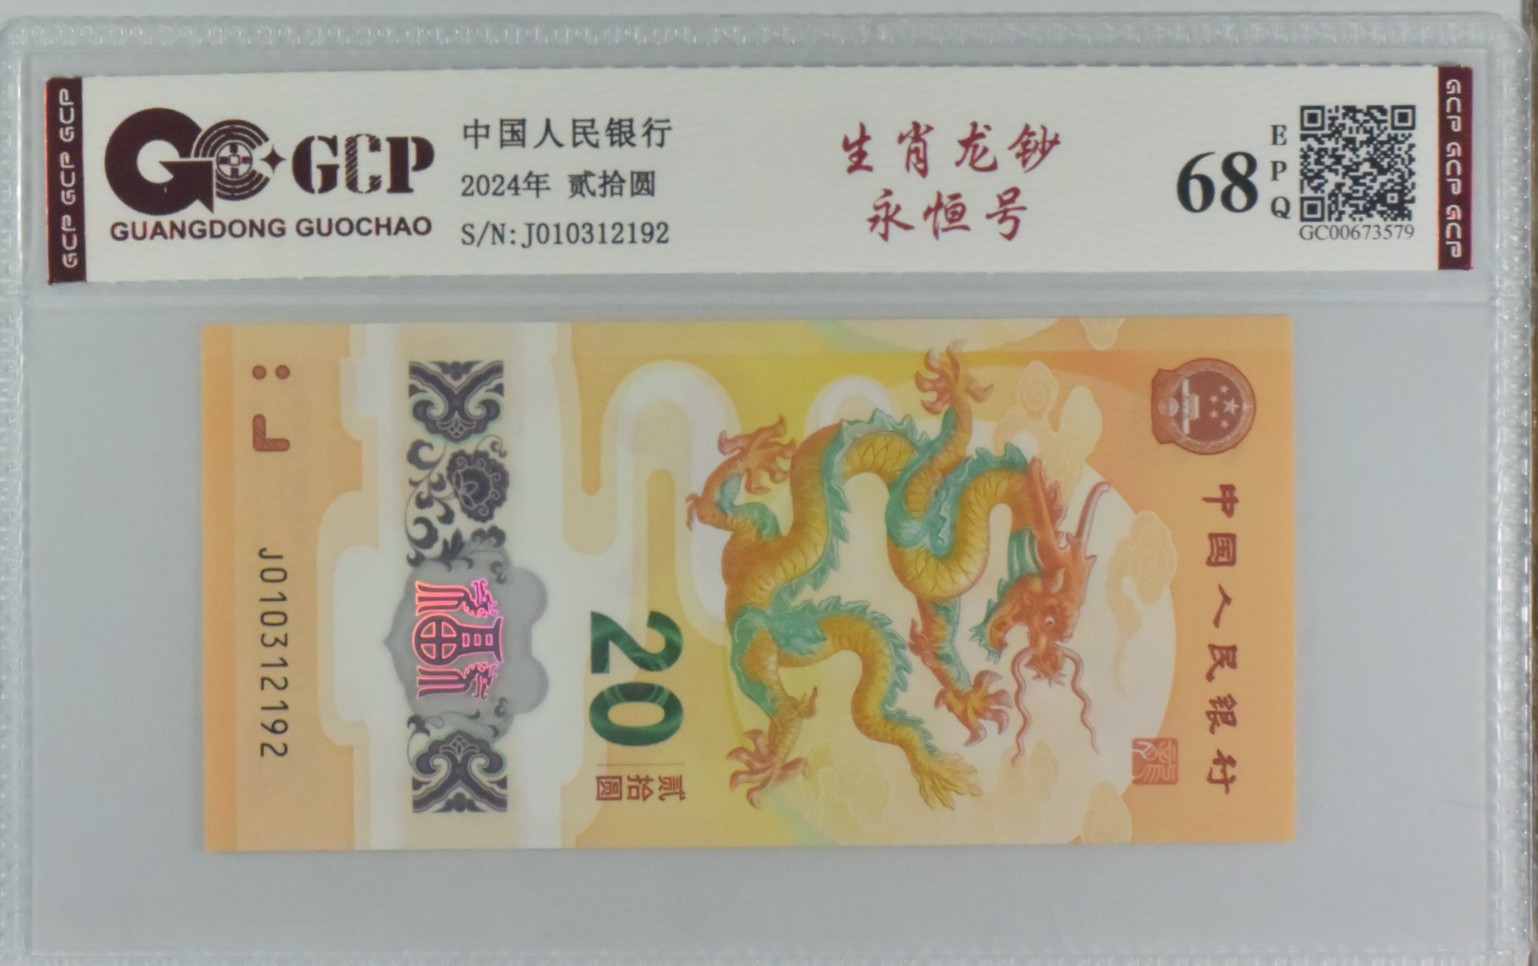 GCP GCP GCP
GCP
GUANGDONG GUOCHAO
中国人民银行
2024年 贰拾圆
S/N:J010312192
生肖龙钞
永恒号
68
EPQ
GC00673579
GCP GCP GCP
J010312192
20
贰拾圆
中国人民银行